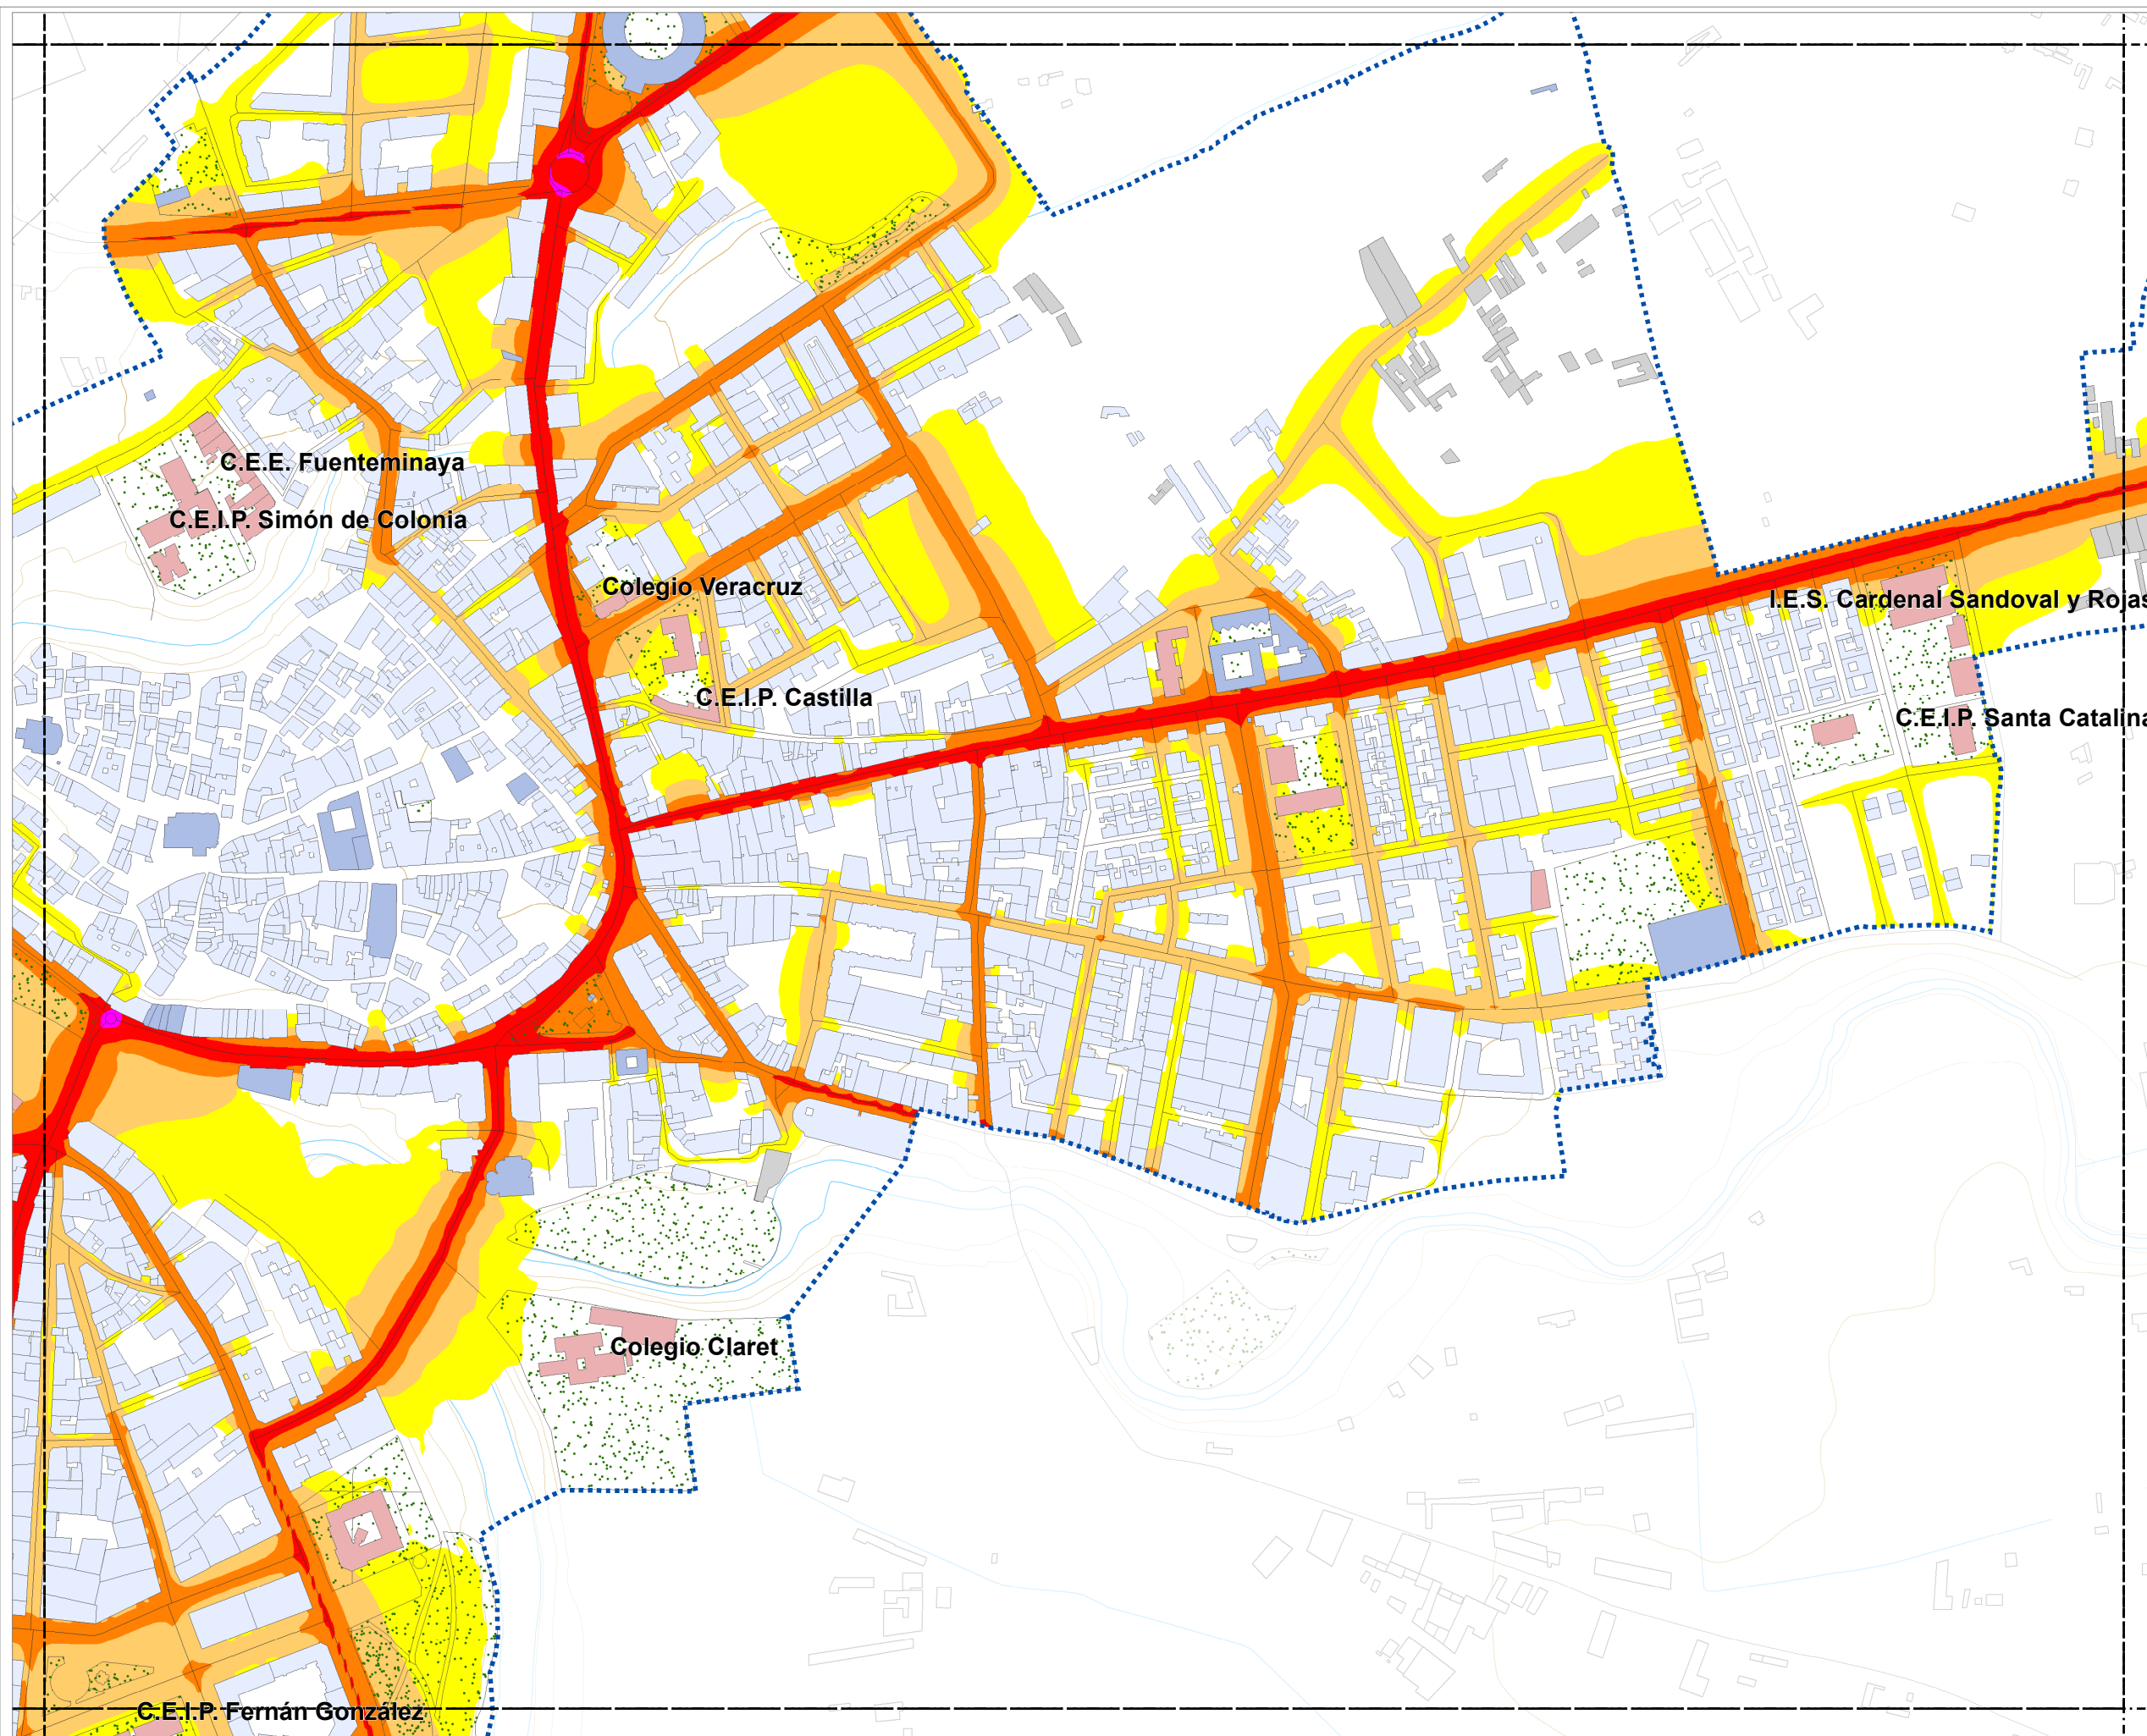 C.E.E. Fuenteminaya
C.E.I.P. Simón de Colonia
Colegio Veracruz
I.E.S. Cardenal Sandoval y Rojas
C.E.I.P. Castilla
C.E.I.P. Santa Catalina
Colegio Claret
C.E.I.P. Fernán González